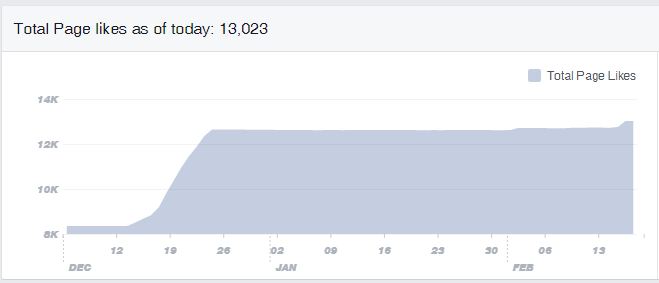 Total Page likes as of today: 13,023
Total Page Likes
14K
12K
10K
8K
12 19 26 02 09 16 23 30 06 13
DEC JAN FEB